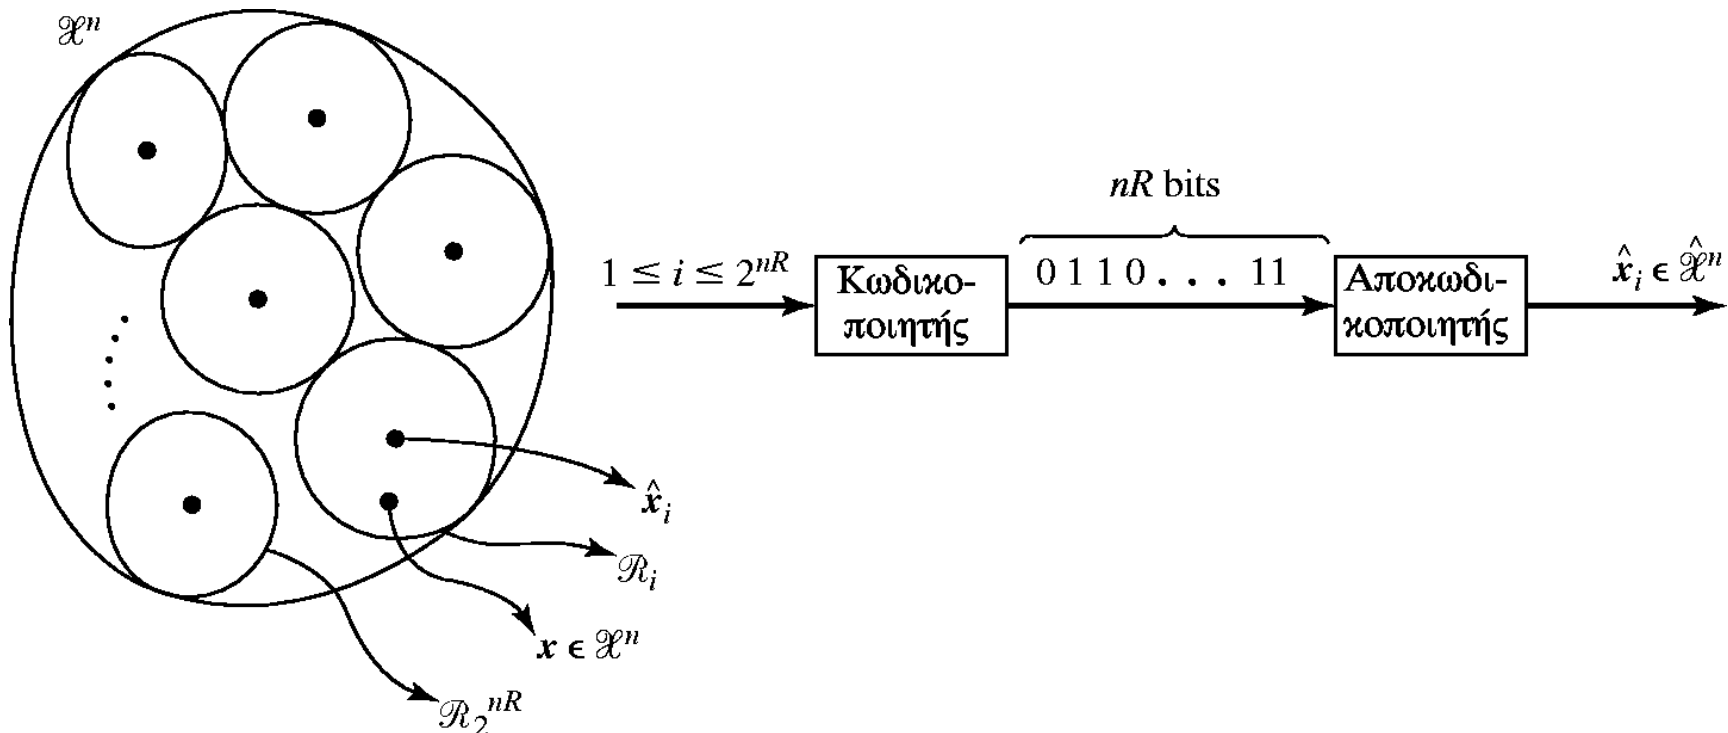 𝒳ⁿ
nR bits
1 ≤ i ≤ 2ⁿᴿ
Κωδικο-
ποιητής
0 1 1 0 . . . 11
Αποκωδι-
κοποιητής
x̂ᵢ ϵ 𝒳̂ⁿ
x̂ᵢ
ℛᵢ
x ϵ 𝒳ⁿ
ℛ₂ⁿᴿ